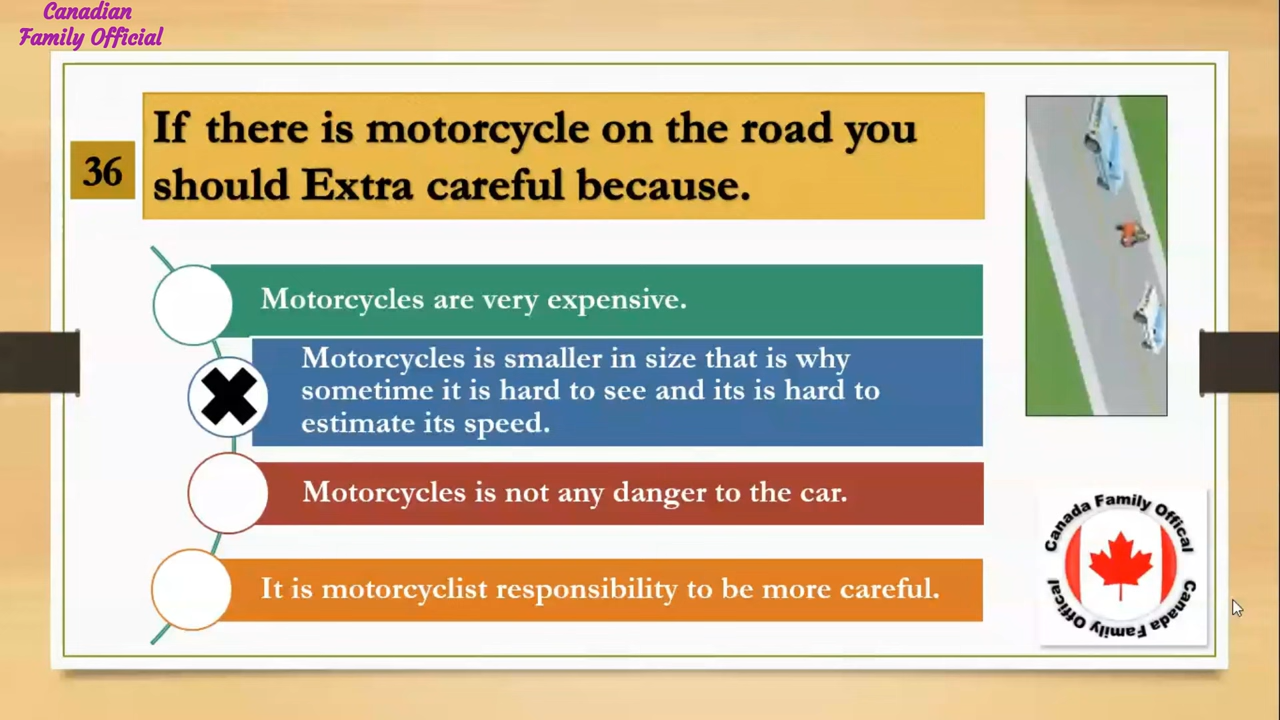 Canadian
Family Official
36
If there is motorcycle on the road you
should Extra careful because.
Motorcycles are very expensive.
Motorcycles is smaller in size that is why
sometime it is hard to see and its is hard to
estimate its speed.
Motorcycles is not any danger to the car.
It is motorcyclist responsibility to be more careful.
Canada Family Offical
Canada Family Offical